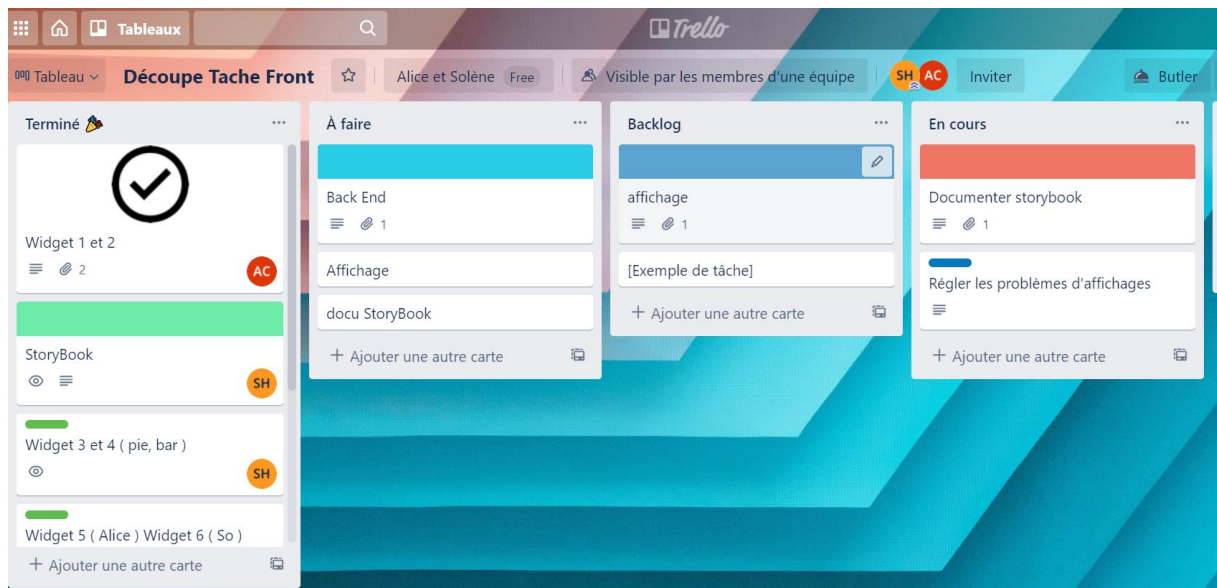 Tableaux
Trello
Tableau
Découpe Tache Front
Alice et Solène Free
Visible par les membres d'une équipe
SH AC
Inviter
Butler
Terminé
Widget 1 et 2
2
AC
StoryBook
SH
Widget 3 et 4 ( pie, bar )
SH
Widget 5 ( Alice ) Widget 6 ( So )
+ Ajouter une autre carte
À faire
Back End
1
Affichage
docu StoryBook
+ Ajouter une autre carte
Backlog
affichage
1
[Exemple de tâche]
+ Ajouter une autre carte
En cours
Documenter storybook
1
Régler les problèmes d'affichages
+ Ajouter une autre carte